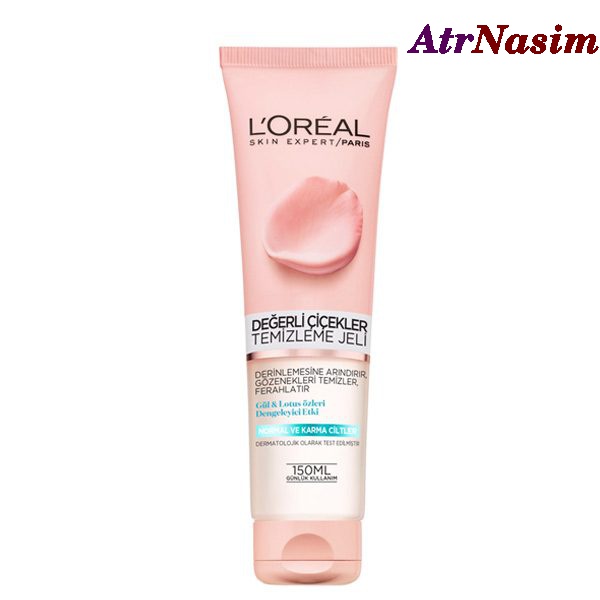 AtrNasim
L'ORÉAL
SKIN EXPERT/PARIS
DEĞERLİ ÇİÇEKLER
TEMİZLEME JELİ
DERİNLEMESİNE ARINDIRIR,
GÖZENEKLERİ TEMİZLER,
FERAHLATIR
Gül & Lotus özleri
Dengeleyici Etki
NORMAL VE KARMA CİLTLER
DERMATOLOJİK OLARAK TEST EDİLMİŞTİR
150ML
GÜNLÜK KULLANIM